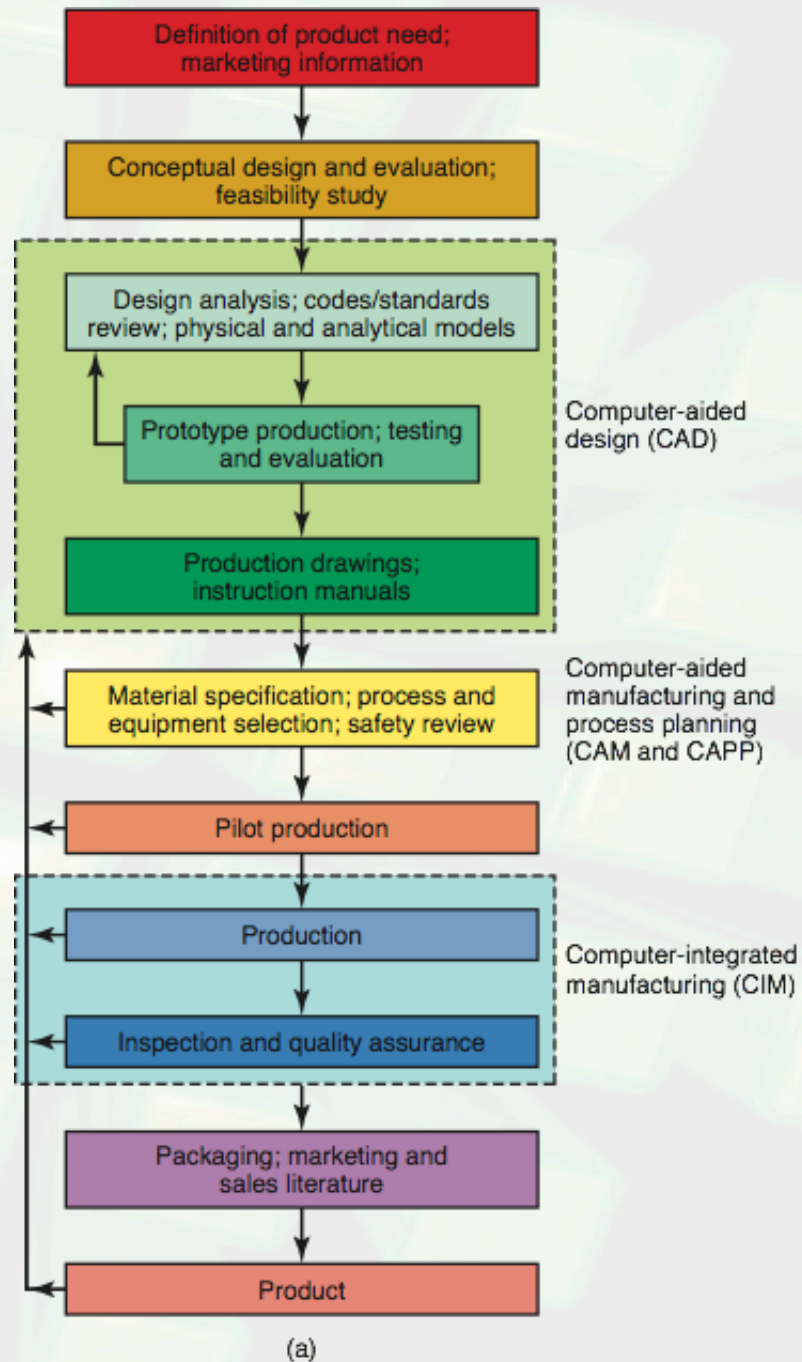 Definition of product need;
marketing information
Conceptual design and evaluation;
feasibility study
Design analysis; codes/standards
review; physical and analytical models
Prototype production; testing
and evaluation
Computer-aided
design (CAD)
Production drawings;
instruction manuals
Material specification; process and
equipment selection; safety review
Computer-aided
manufacturing and
process planning
(CAM and CAPP)
Pilot production
Production
Computer-integrated
manufacturing (CIM)
Inspection and quality assurance
Packaging; marketing and
sales literature
Product
(a)